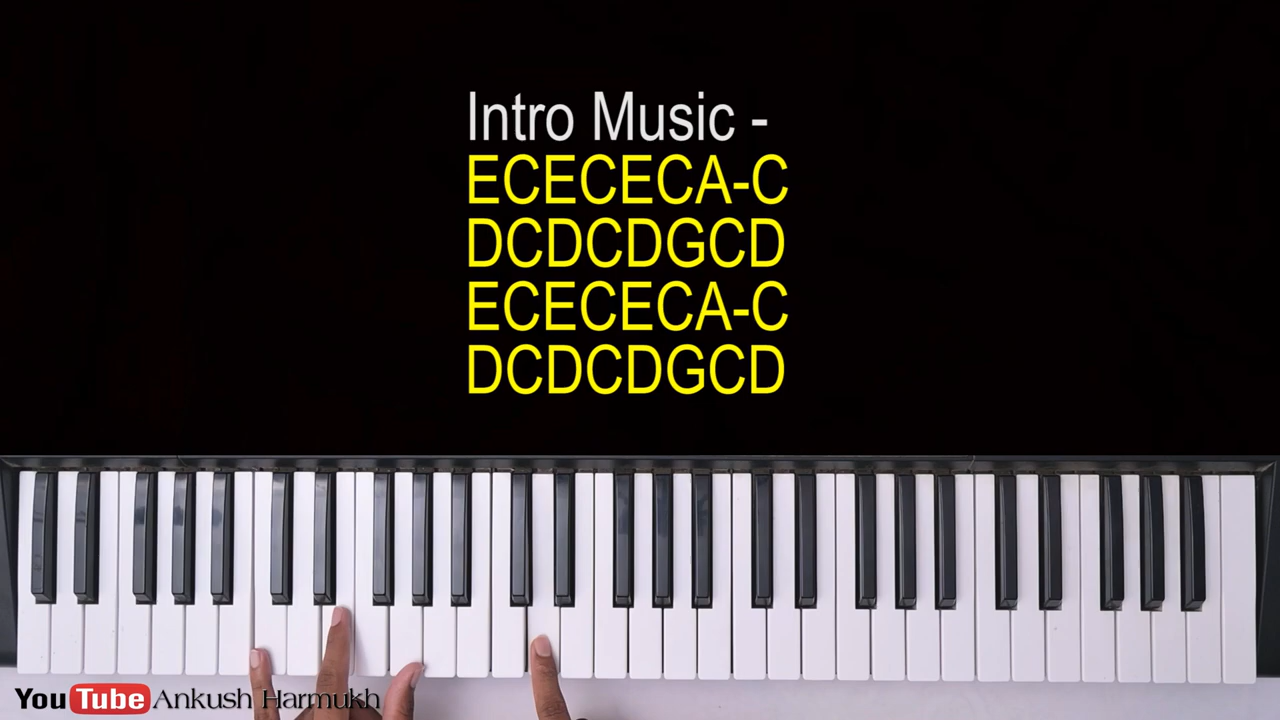 Intro Music -
ECECECA-C
DCDCDGCD
ECECECA-C
DCDCDGCD
YouTube Ankush Harmukh